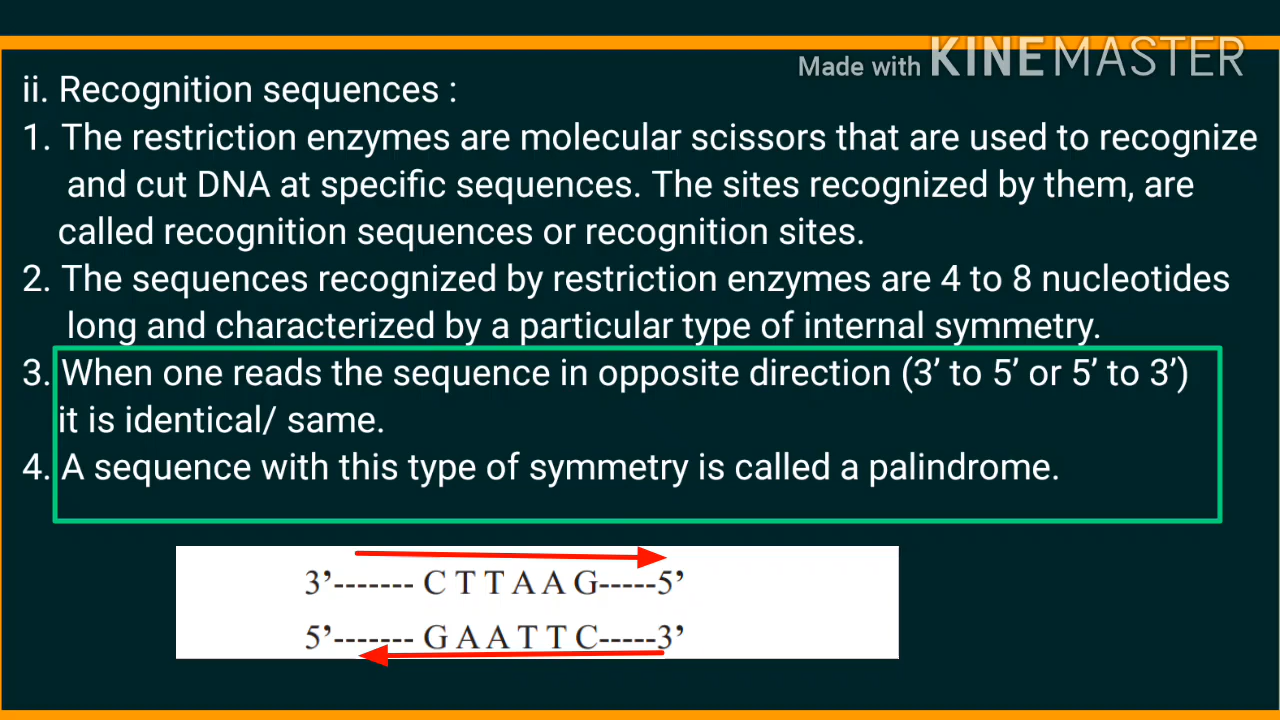 Made with KINEMASTER
ii. Recognition sequences :
1. The restriction enzymes are molecular scissors that are used to recognize
and cut DNA at specific sequences. The sites recognized by them, are
called recognition sequences or recognition sites.
2. The sequences recognized by restriction enzymes are 4 to 8 nucleotides
long and characterized by a particular type of internal symmetry.
3. When one reads the sequence in opposite direction (3’ to 5’ or 5’ to 3’)
it is identical/ same.
4. A sequence with this type of symmetry is called a palindrome.
3’------- C T T A A G-----5’
5’------- G A A T T C-----3’